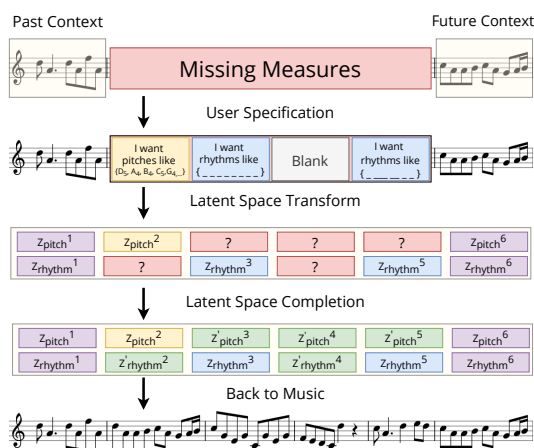 Past Context
Future Context
Missing Measures
User Specification
I want pitches like {D5, A4, B4, C5,G4,..}
I want rhythms like { _ _ _ _ _ _ _ _ _ }
Blank
I want rhythms like { _ __ __ _ _ }
Latent Space Transform
Zpitch1 Zpitch2 ? ? ? Zpitch6
Zrhythm1 ? Zrhythm3 ? Zrhythm5 Zrhythm6
Latent Space Completion
Zpitch1 Zpitch2 Z'pitch3 Z'pitch4 Z'pitch5 Zpitch6
Zrhythm1 Z'rhythm2 Zrhythm3 Z'rhythm4 Zrhythm5 Zrhythm6
Back to Music